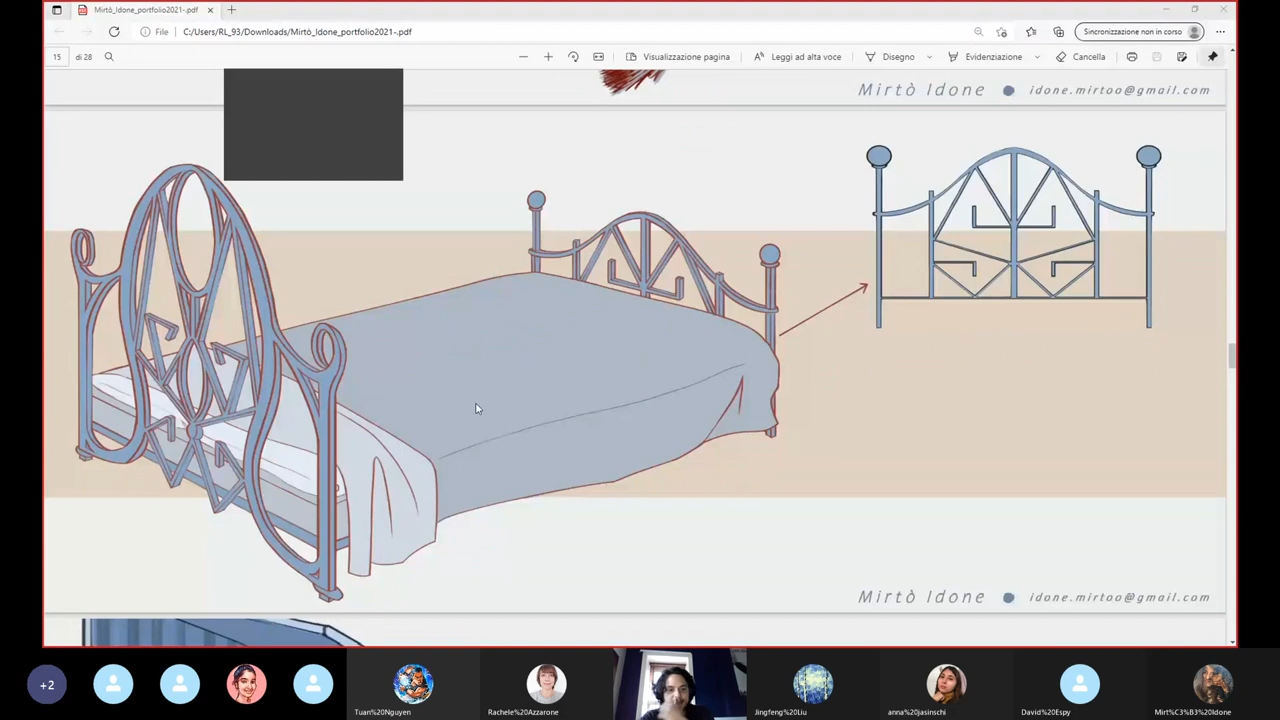 Mirtò_Idone_portfolio2021-.pdf
File
C:/Users/RL_93/Downloads/Mirtò_Idone_portfolio2021-.pdf
Sincronizzazione non in corso
15
di 28
Visualizzazione pagina
Leggi ad alta voce
Disegno
Evidenziazione
Cancella
Mirtò Idone
idone.mirtoo@gmail.com
Mirtò Idone
idone.mirtoo@gmail.com
+2
Tuan%20Nguyen
Rachele%20Azzarone
Jingfeng%20Liu
anna%20jasinschi
David%20Espy
Mirt%C3%B3%20Idone